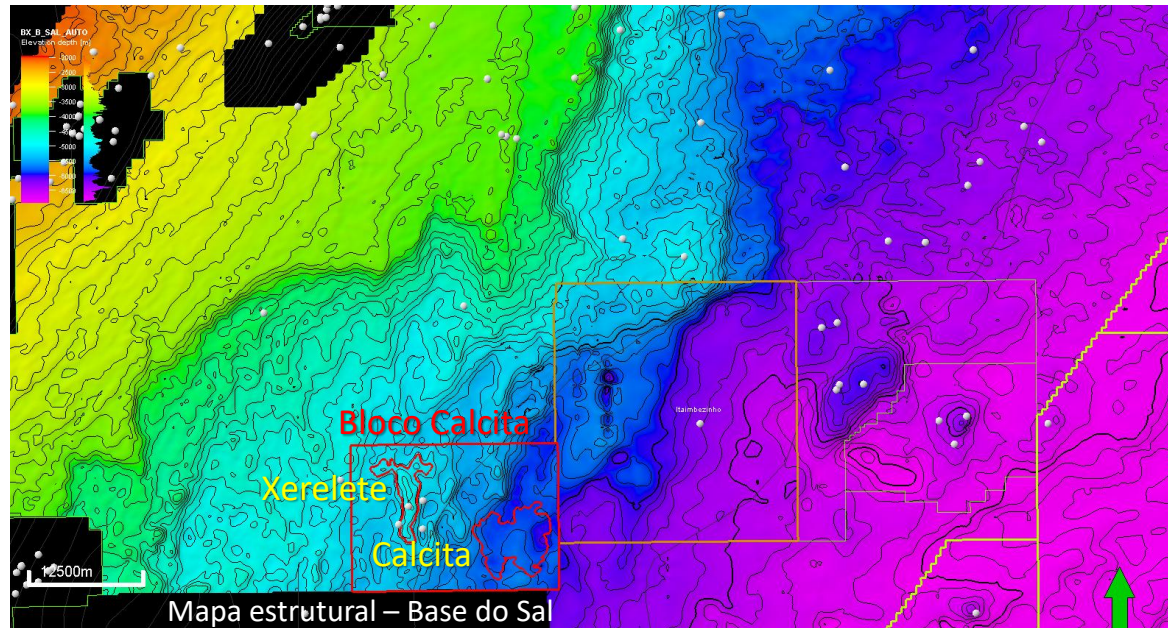 BX_B_SAL_AUTO
Elevation depth [m]
Bloco Calcita
Xerelete
Calcita
Itaimbezinho
12500m
Mapa estrutural – Base do Sal